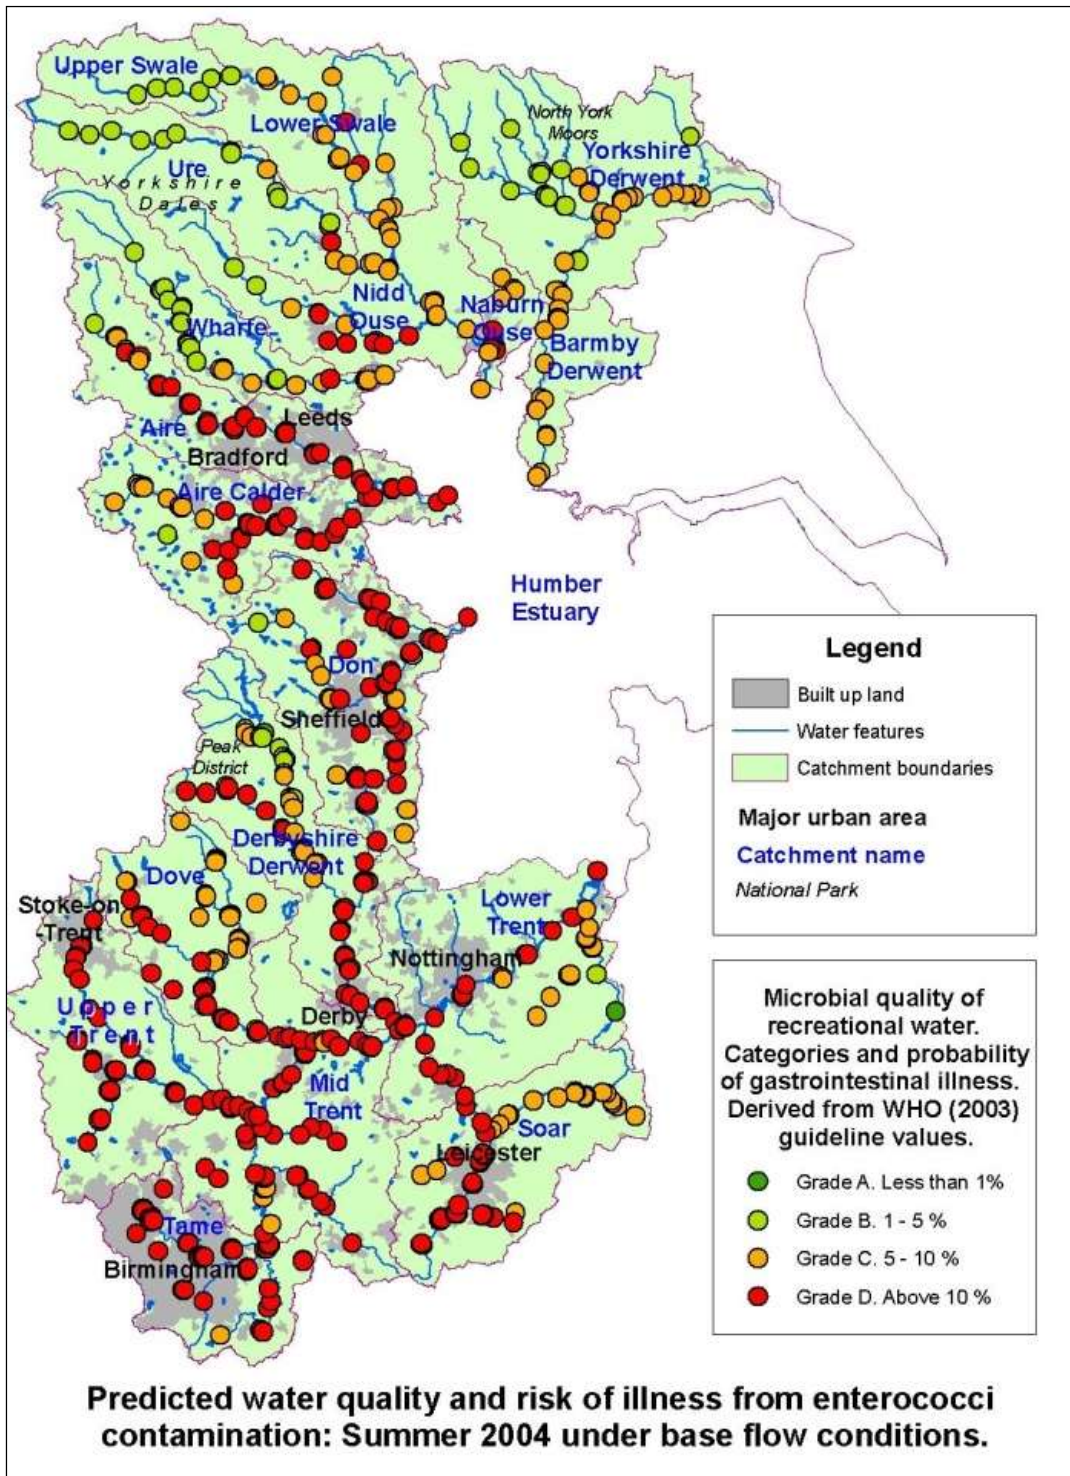 Upper Swale
Lower Swale
North York
Moors
Yorkshire
Derwent
Ure
Yorkshire
Dales
Nidd
Ouse
Naburn
Ouse
Wharfe
Barmby
Derwent
Aire
Leeds
Bradford
Aire Calder
Humber
Estuary
Don
Sheffield
Peak
District
Derbyshire
Derwent
Dove
Stoke-on
-Trent
Lower
Trent
Nottingham
Upper
Trent
Derby
Mid
Trent
Soar
Leicester
Tame
Birmingham
Legend
Built up land
Water features
Catchment boundaries
Major urban area
Catchment name
National Park
Microbial quality of
recreational water.
Categories and probability
of gastrointestinal illness.
Derived from WHO (2003)
guideline values.
Grade A. Less than 1%
Grade B. 1 - 5 %
Grade C. 5 - 10 %
Grade D. Above 10 %
Predicted water quality and risk of illness from enterococci
contamination: Summer 2004 under base flow conditions.